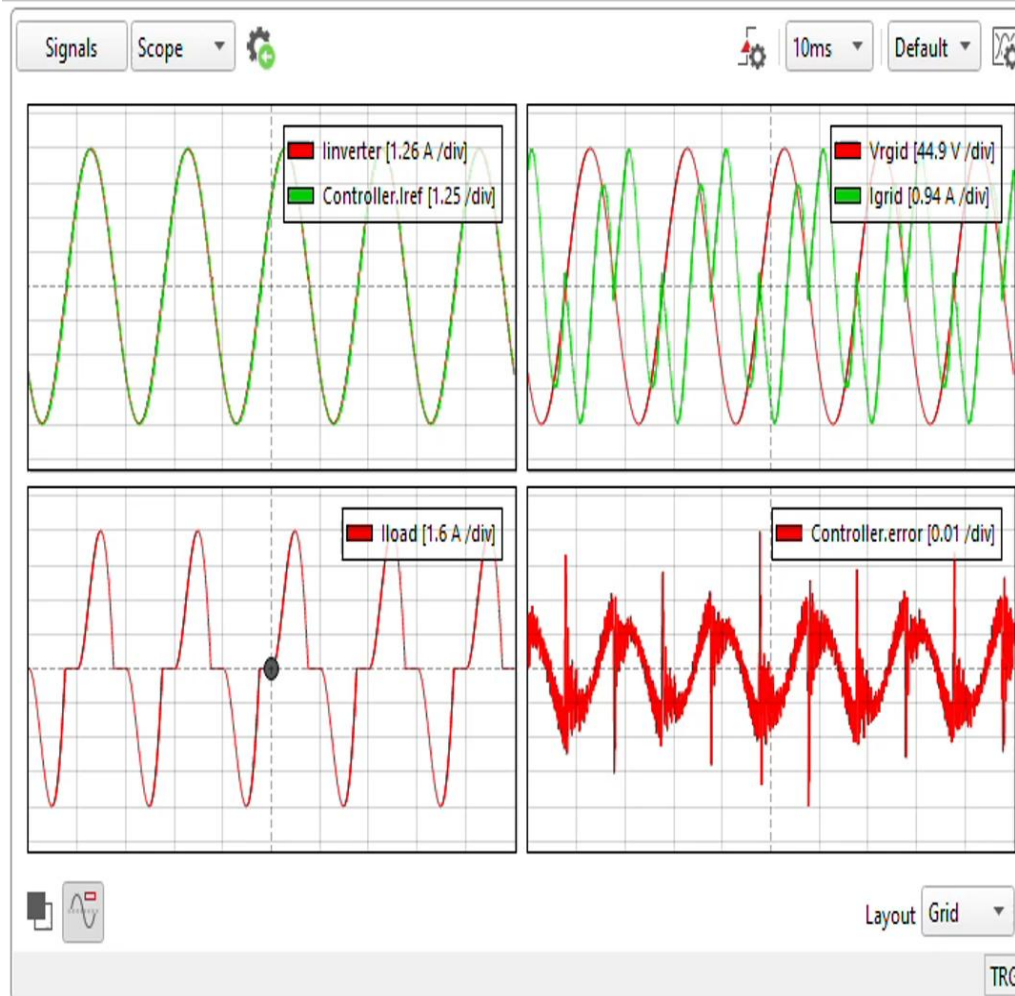 Signals
Scope
10ms
Default
Iinverter [1.26 A /div]
Controller.Iref [1.25 /div]
Vrgid [44.9 V /div]
Igrid [0.94 A /div]
Iload [1.6 A /div]
Controller.error [0.01 /div]
Layout
Grid
TRG